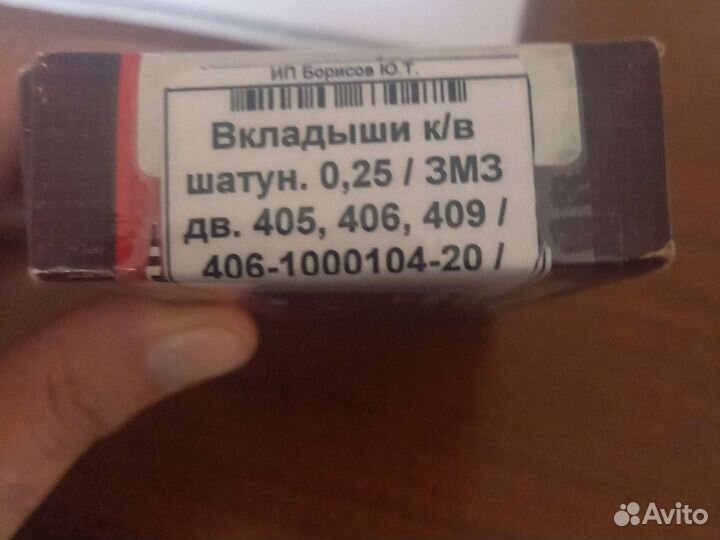 ИП Борисов Ю.Т.
Вкладыши к/в
шатун. 0,25 / ЗМЗ
дв. 405, 406, 409 /
406-1000104-20 /
Avito